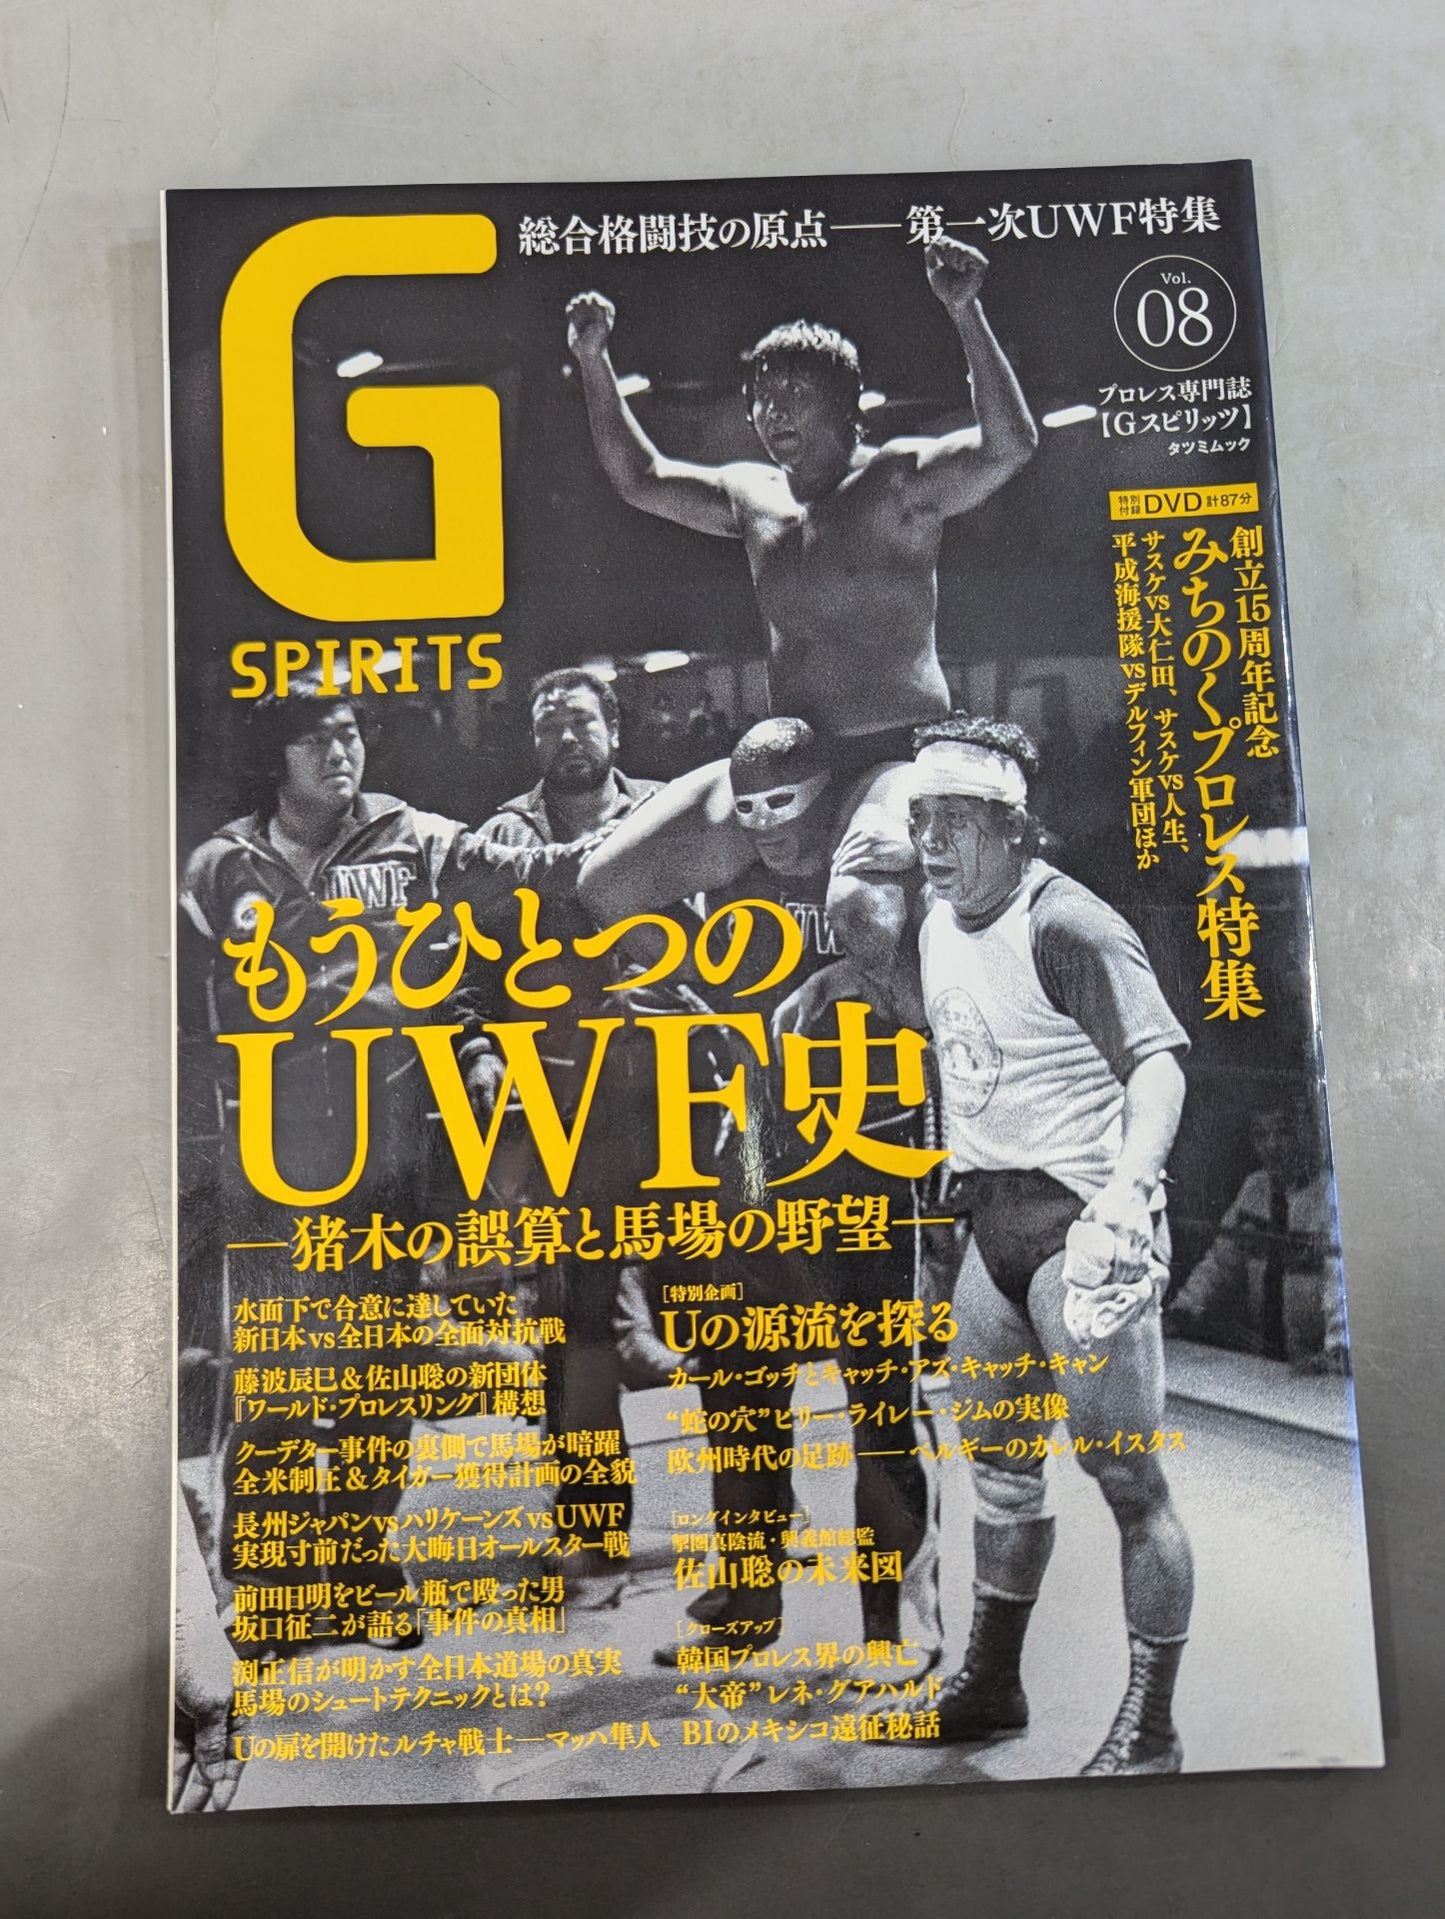 総合格闘技の原点——第一次UWF特集
G
SPIRITS
Vol.
08
プロレス専門誌
【Gスピリッツ】
タツミムック
特別付録 DVD 計87分
創立15周年記念
みちのくプロレス特集
サスケvs大仁田、サスケvs人生、
平成海援隊vsデルフィン軍団ほか
UWF
UW
もうひとつの
UWF史
—猪木の誤算と馬場の野望—
水面下で合意に達していた
新日本vs全日本の全面対抗戦
藤波辰巳&佐山聡の新団体
『ワールド・プロレスリング』構想
クーデター事件の裏側で馬場が暗躍
全米制圧&タイガー獲得計画の全貌
長州ジャパンvsハリケーンズvsUWF
実現寸前だった大晦日オールスター戦
前田日明をビール瓶で殴った男
坂口征二が語る「事件の真相」
渕正信が明かす全日本道場の真実
馬場のシュートテクニックとは?
Uの扉を開けたルチャ戦士—マッハ隼人
[特別企画]
Uの源流を探る
カール・ゴッチとキャッチ・アズ・キャッチ・キャン
“蛇の穴”ビリー・ライレー・ジムの実像
欧州時代の足跡——ベルギーのカレル・イスタス
[ロングインタビュー]
掣圏真陰流・興義館総監
佐山聡の未来図
[クローズアップ]
韓国プロレス界の興亡
“大帝”レネ・グアハルド
BIのメキシコ遠征秘話